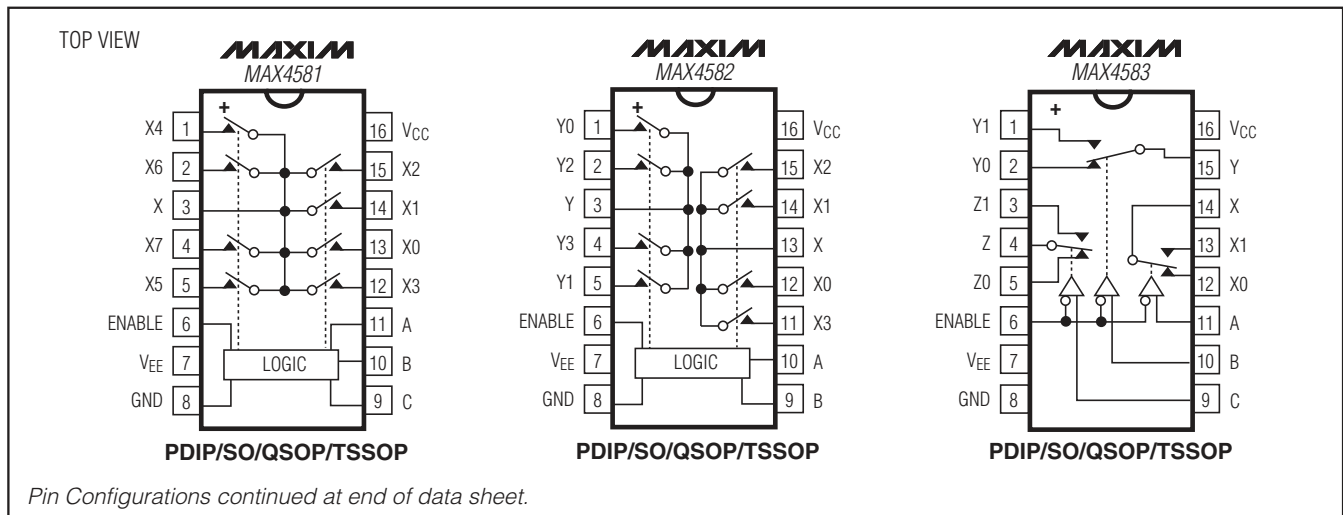 TOP VIEW
MAXIM
MAX4581
+
X4 1
X6 2
X 3
X7 4
X5 5
ENABLE 6
VEE 7
GND 8
16 VCC
15 X2
14 X1
13 X0
12 X3
11 A
10 B
9 C
LOGIC
PDIP/SO/QSOP/TSSOP
MAXIM
MAX4582
+
Y0 1
Y2 2
Y 3
Y3 4
Y1 5
ENABLE 6
VEE 7
GND 8
16 VCC
15 X2
14 X1
13 X
12 X0
11 X3
10 A
9 B
LOGIC
PDIP/SO/QSOP/TSSOP
MAXIM
MAX4583
+
Y1 1
Y0 2
Z1 3
Z 4
Z0 5
ENABLE 6
VEE 7
GND 8
16 VCC
15 Y
14 X
13 X1
12 X0
11 A
10 B
9 C
PDIP/SO/QSOP/TSSOP
Pin Configurations continued at end of data sheet.